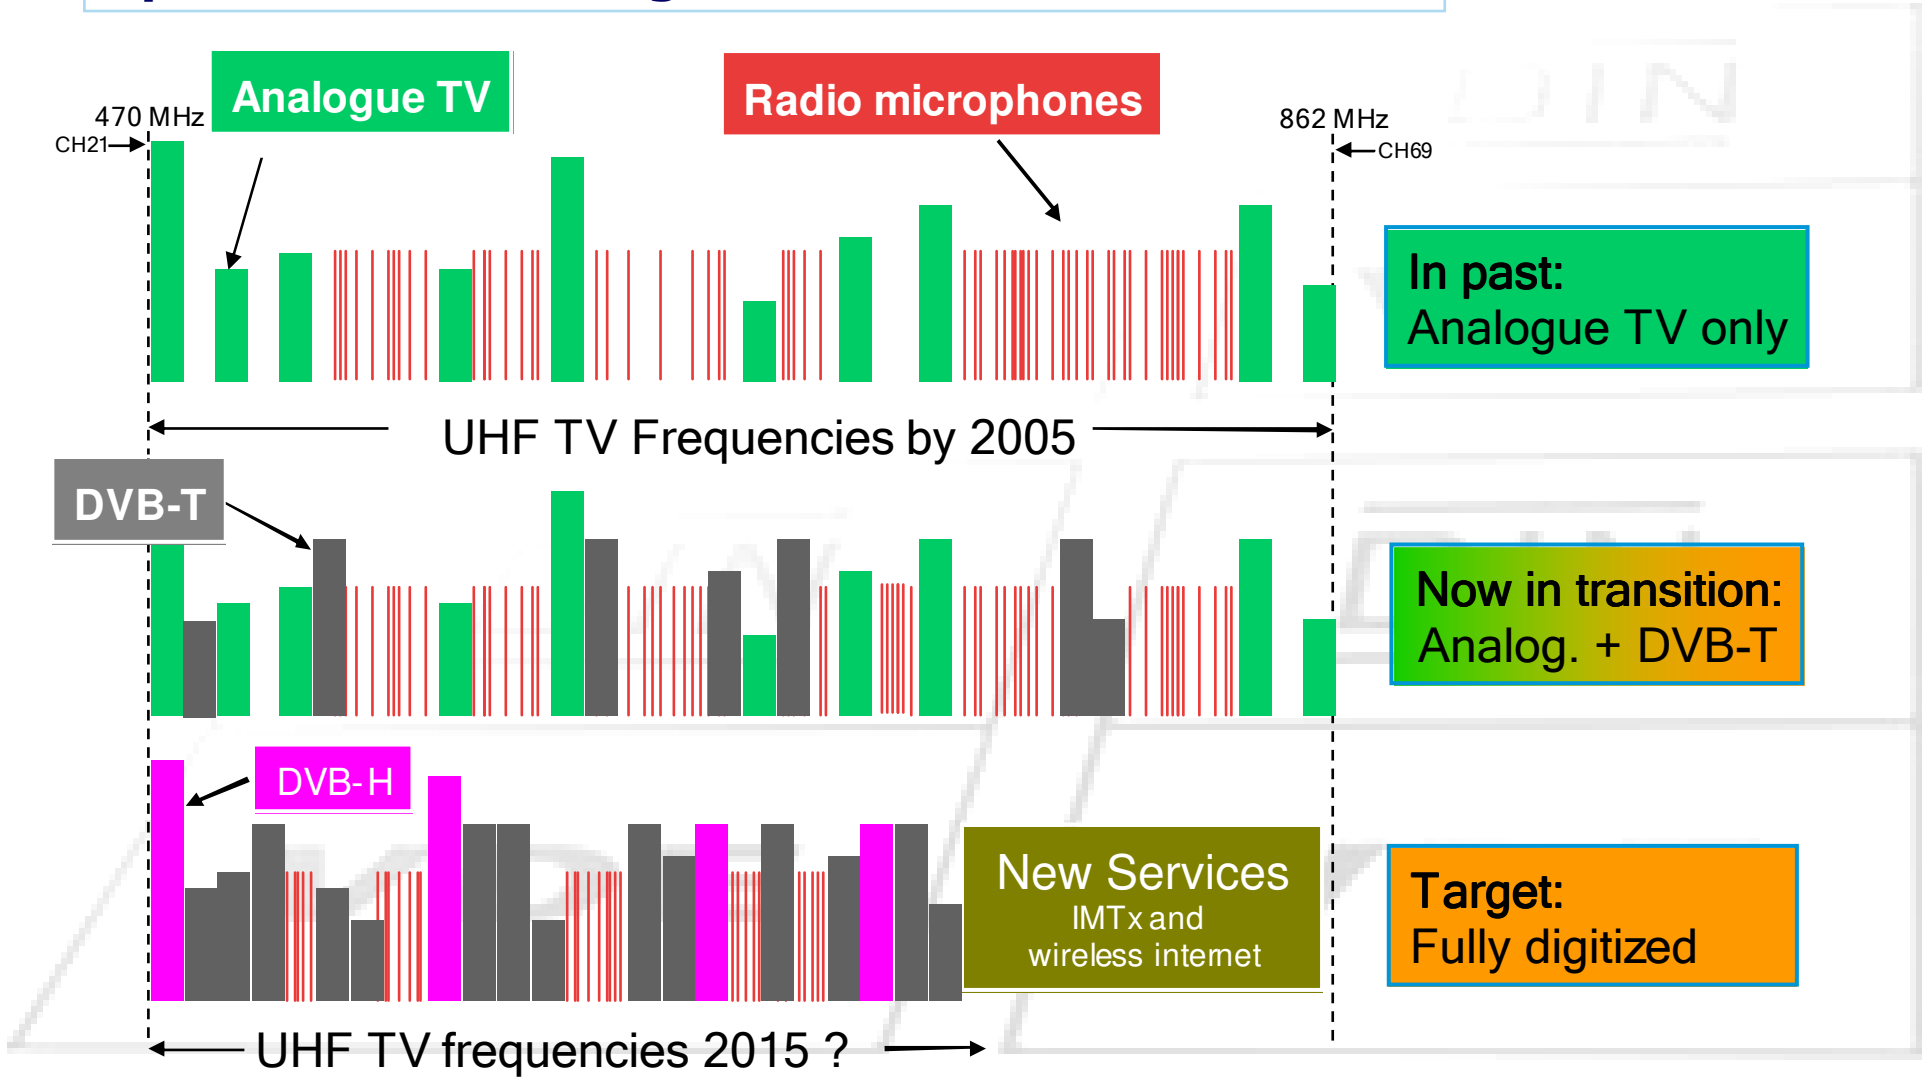 Analogue TV
Radio microphones
470 MHz
862 MHz
CH21
CH69
In past:
Analogue TV only
UHF TV Frequencies by 2005
DVB-T
Now in transition:
Analog. + DVB-T
DVB-H
New Services
IMTx and
wireless internet
Target:
Fully digitized
UHF TV frequencies 2015 ?
DIN